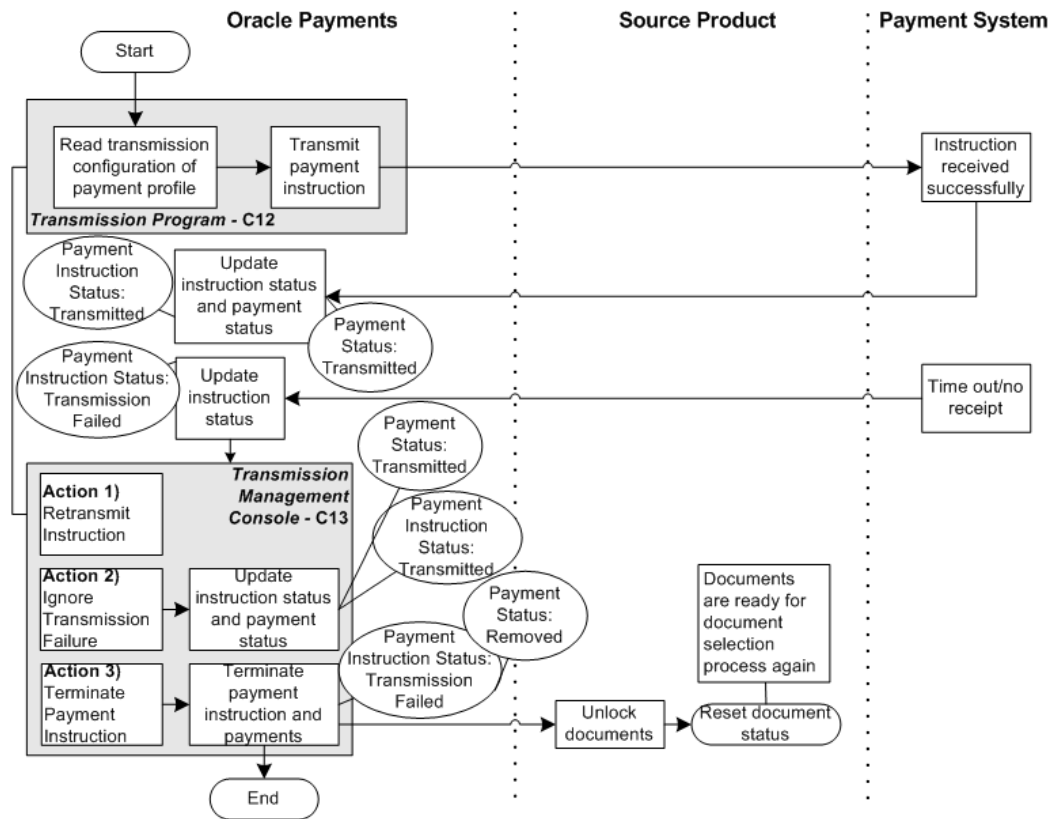 Oracle Payments
Source Product
Payment System
Start
Read transmission
configuration of
payment profile
Transmit
payment
instruction
Instruction
received
successfully
Transmission Program - C12
Payment
Instruction
Status:
Transmitted
Update
instruction status
and payment
status
Payment
Status:
Transmitted
Payment
Instruction Status:
Transmission
Failed
Update
instruction
status
Time out/no
receipt
Payment
Status:
Transmitted
Transmission
Management
Console - C13
Action 1)
Retransmit
Instruction
Payment
Instruction
Status:
Transmitted
Action 2)
Ignore
Transmission
Failure
Update
instruction status
and payment
status
Payment
Status:
Removed
Documents
are ready for
document
selection
process again
Action 3)
Terminate
Payment
Instruction
Terminate
payment
instruction and
payments
Payment
Instruction Status:
Transmission
Failed
Unlock
documents
Reset document
status
End